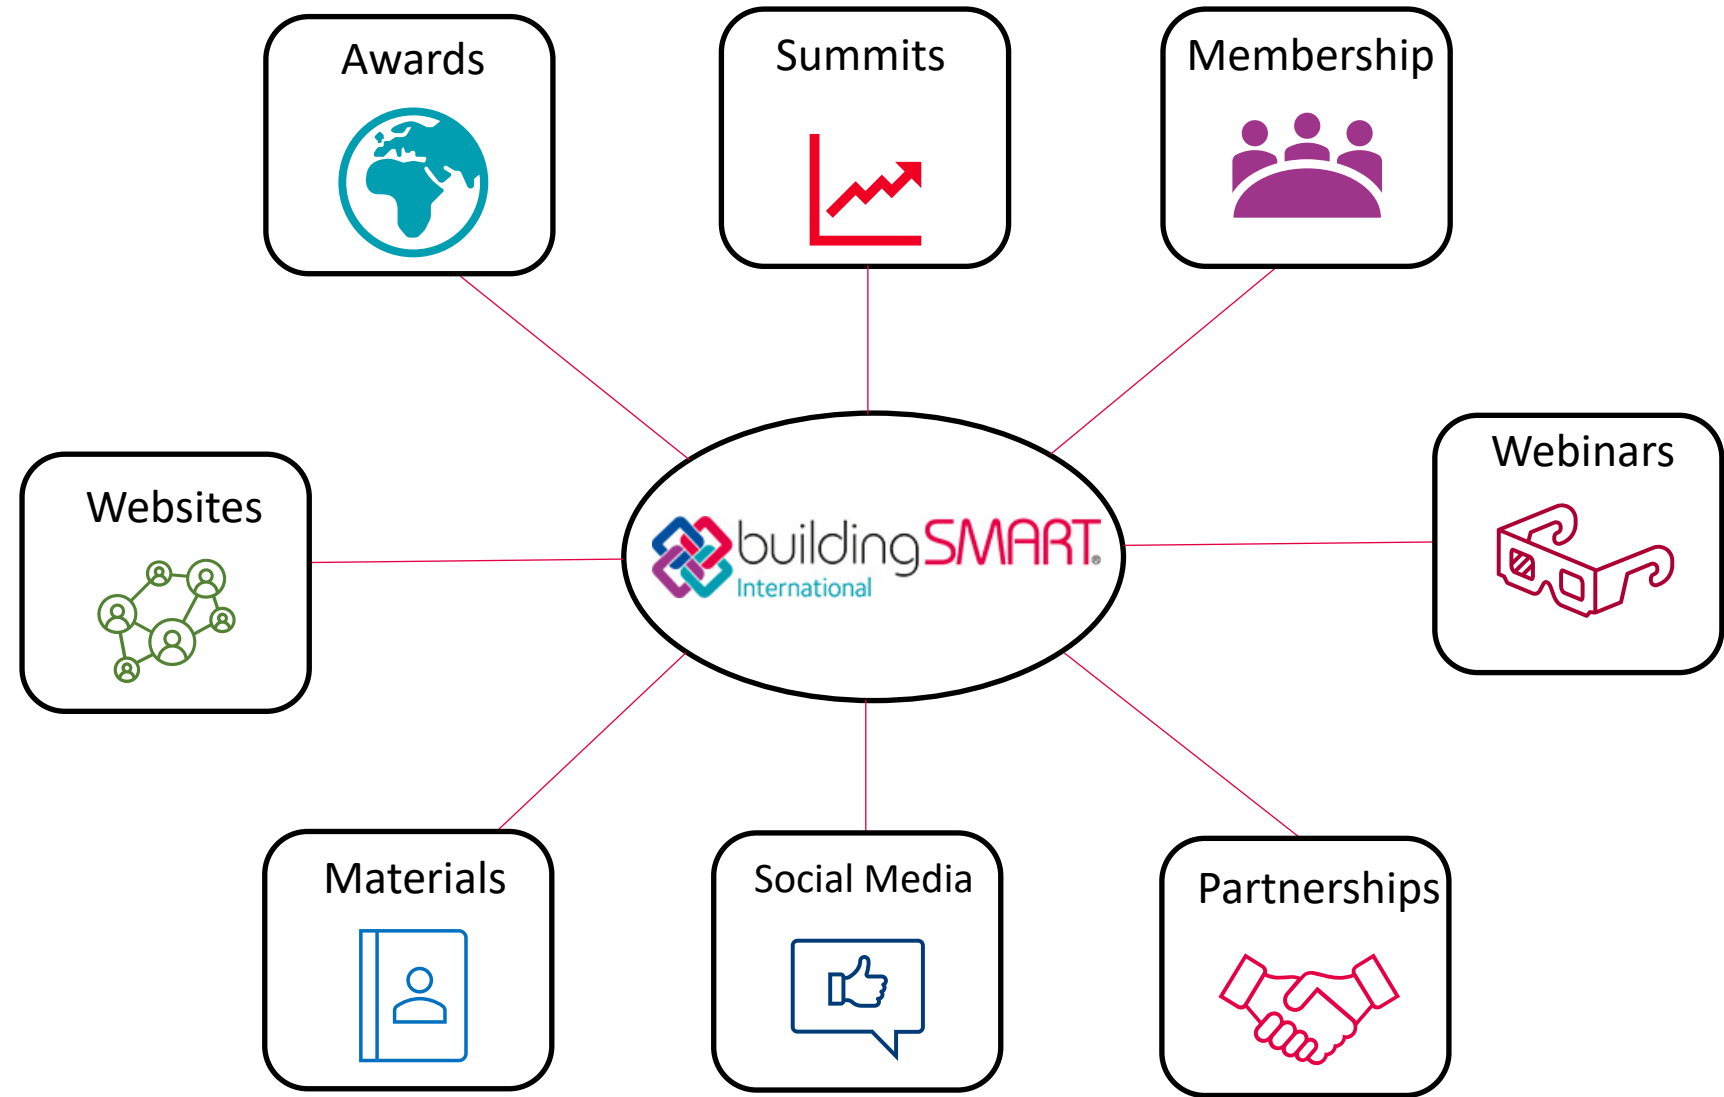 Awards
Summits
Membership
Websites
buildingSMART®
International
Webinars
Materials
Social Media
Partnerships